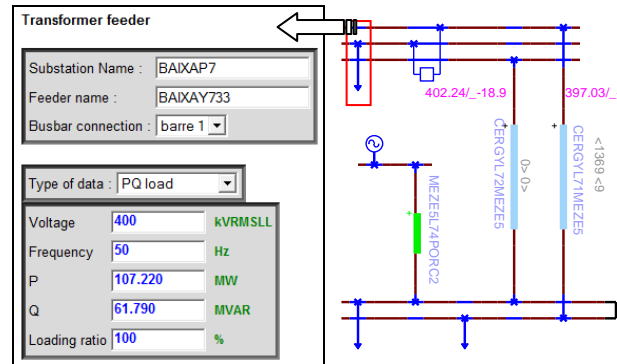 Transformer feeder
Substation Name : BAIXAP7
Feeder name : BAIXAY733
Busbar connection : barre 1
Type of data : PQ load
Voltage 400 kVRMSLL
Frequency 50 Hz
P 107.220 MW
Q 61.790 MVAR
Loading ratio 100 %
402.24/_-18.9
397.03/_
+
CERGYL72MEZE5
0> 0>
+
CERGYL71MEZE5
<1369 <9
+
MEZE5L74PORC2